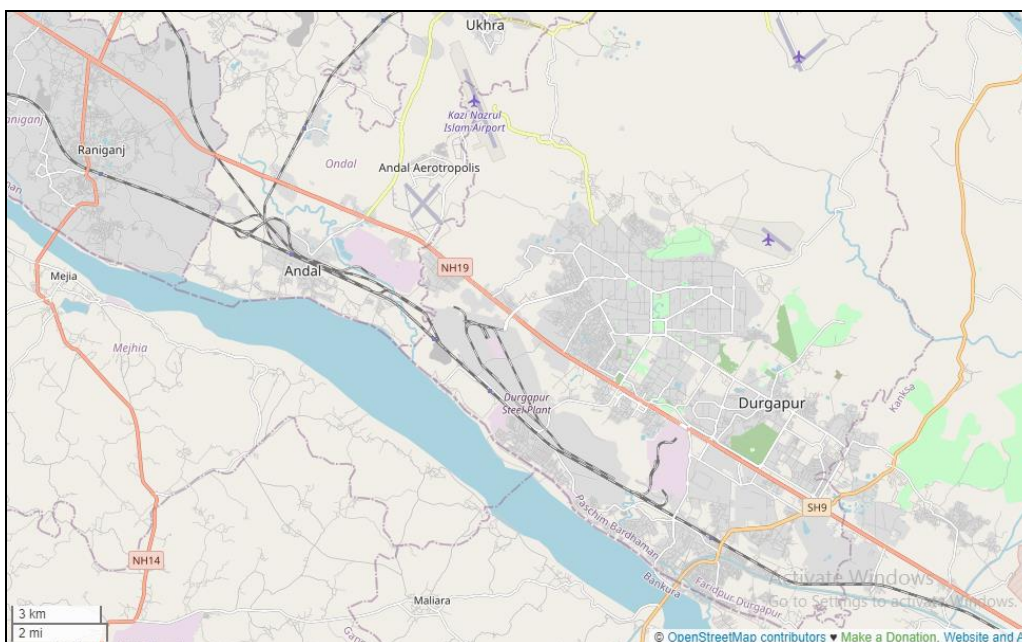 Ukhra
Kazi Nazrul
Islam Airport
Raniganj
Ondal
Andal Aerotropolis
NH19
Andal
Mejia
Mejhia
Durgapur
Steel Plant
Durgapur
Kanksa
SH9
Paschim Bardhaman
Bankura
Faridpur Durgapur
NH14
Maliara
Activate Windows
Go to Settings to activate Windows.
3 km
2 mi
© OpenStreetMap contributors ♥ Make a Donation. Website and